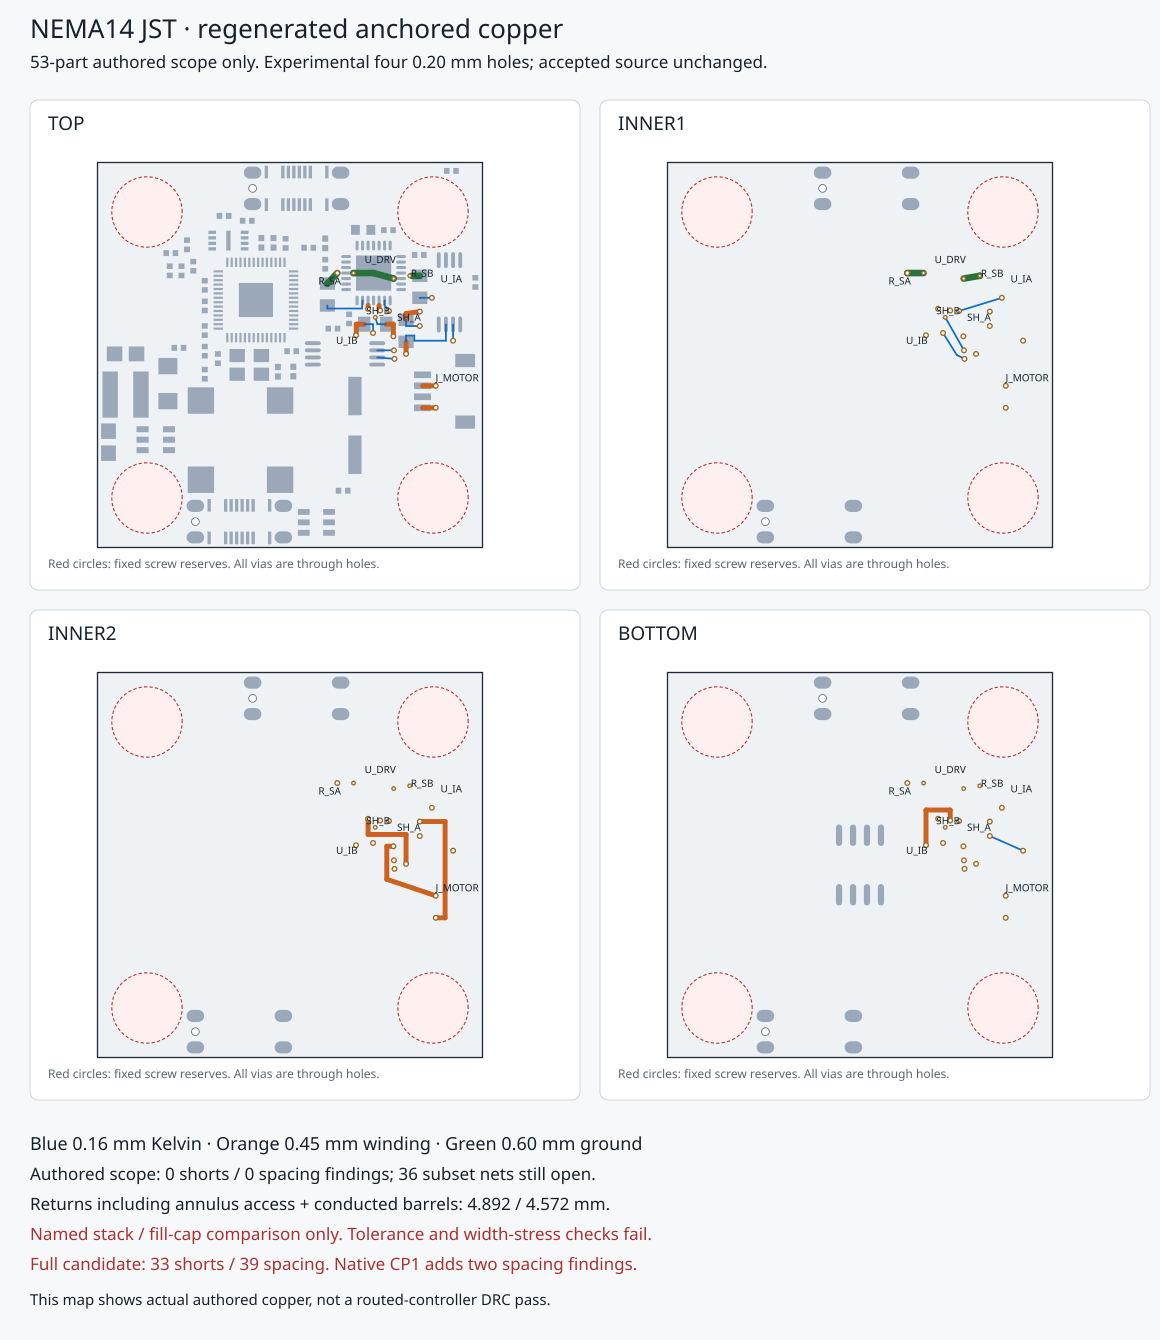 NEMA14 JST · regenerated anchored copper
53-part authored scope only. Experimental four 0.20 mm holes; accepted source unchanged.
TOP
U_DRV
R_SA
R_SB
U_IA
SH_B
SH_A
U_IB
J_MOTOR
Red circles: fixed screw reserves. All vias are through holes.
INNER1
U_DRV
R_SA
R_SB
U_IA
SH_B
SH_A
U_IB
J_MOTOR
Red circles: fixed screw reserves. All vias are through holes.
INNER2
U_DRV
R_SA
R_SB
U_IA
SH_B
SH_A
U_IB
J_MOTOR
Red circles: fixed screw reserves. All vias are through holes.
BOTTOM
U_DRV
R_SA
R_SB
U_IA
SH_B
SH_A
U_IB
J_MOTOR
Red circles: fixed screw reserves. All vias are through holes.
Blue 0.16 mm Kelvin · Orange 0.45 mm winding · Green 0.60 mm ground
Authored scope: 0 shorts / 0 spacing findings; 36 subset nets still open.
Returns including annulus access + conducted barrels: 4.892 / 4.572 mm.
Named stack / fill-cap comparison only. Tolerance and width-stress checks fail.
Full candidate: 33 shorts / 39 spacing. Native CP1 adds two spacing findings.
This map shows actual authored copper, not a routed-controller DRC pass.